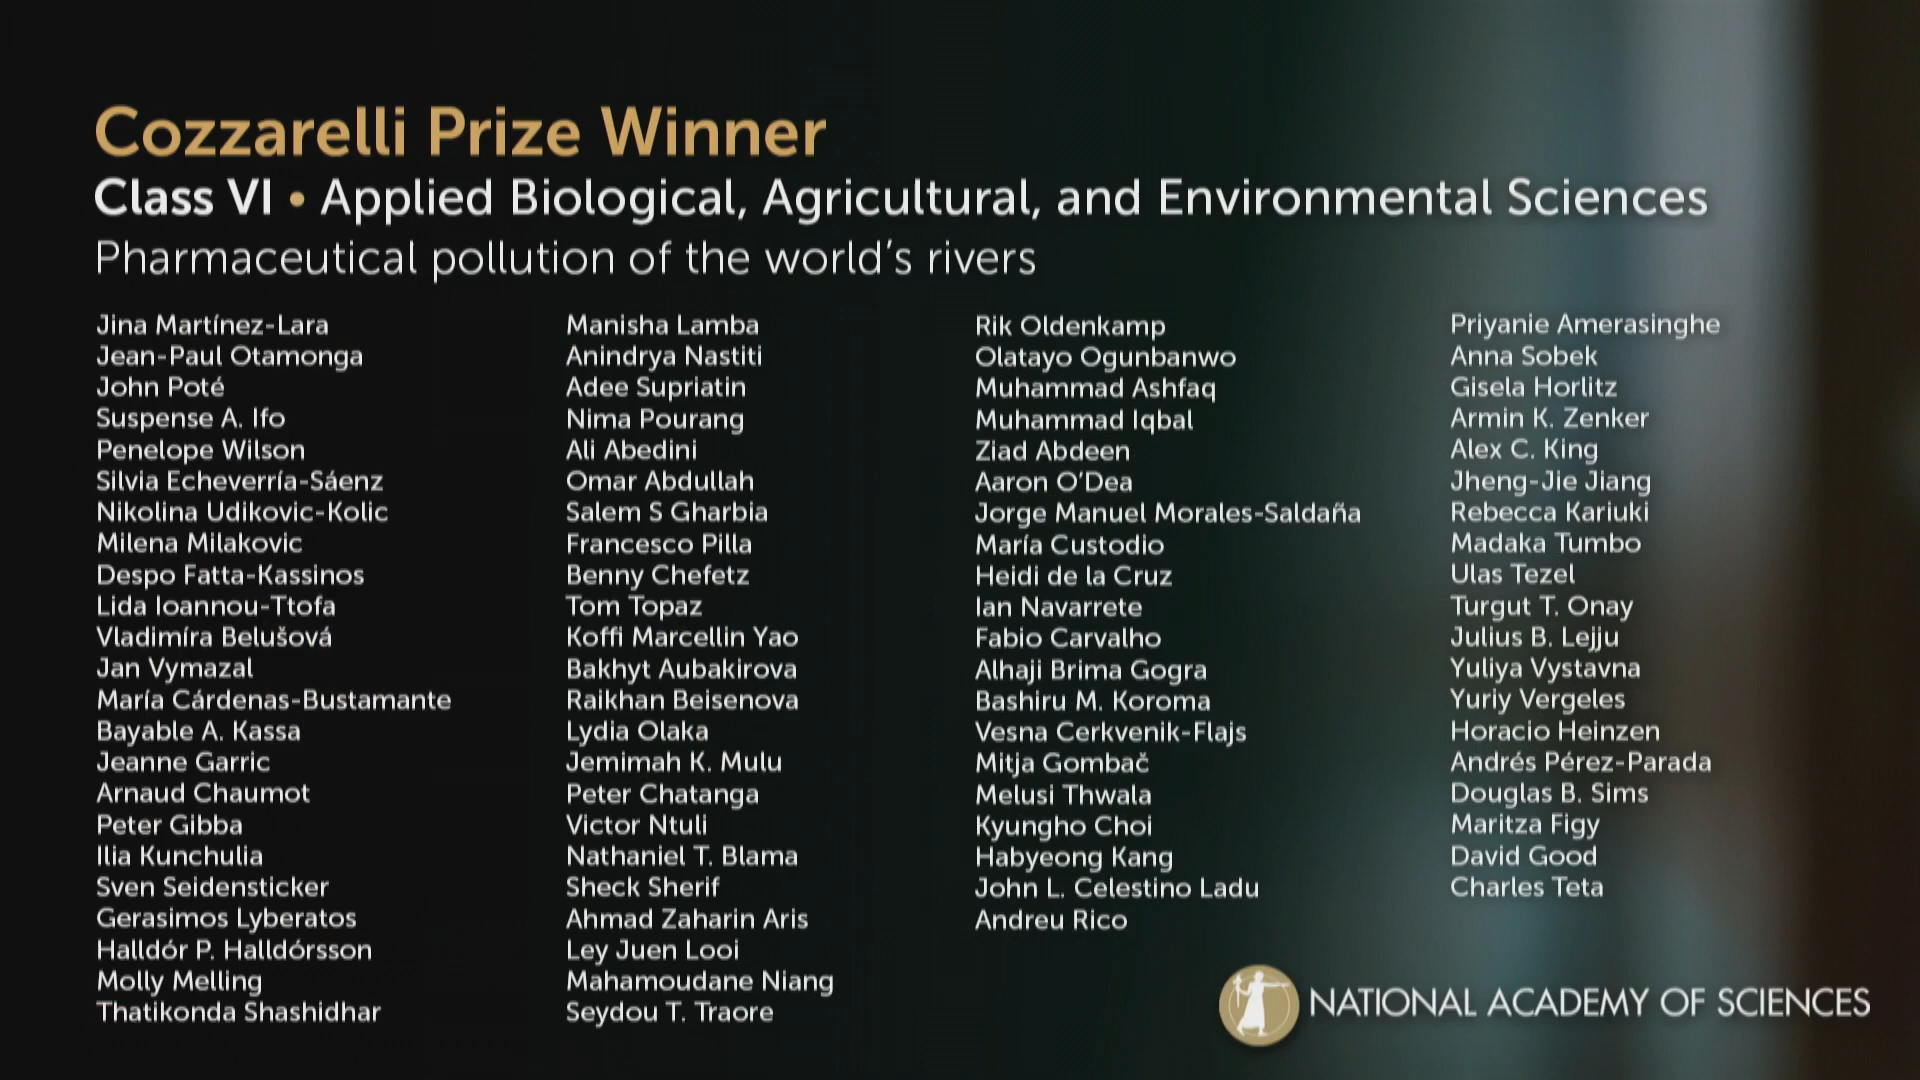 Cozzarelli Prize Winner
Class VI • Applied Biological, Agricultural, and Environmental Sciences
Pharmaceutical pollution of the world's rivers
Jina Martínez-Lara
Jean-Paul Otamonga
John Poté
Suspense A. Ifo
Penelope Wilson
Silvia Echeverría-Sáenz
Nikolina Udikovic-Kolic
Milena Milakovic
Despo Fatta-Kassinos
Lida Ioannou-Ttofa
Vladimíra Belušová
Jan Vymazal
María Cárdenas-Bustamante
Bayable A. Kassa
Jeanne Garric
Arnaud Chaumot
Peter Gibba
Ilia Kunchulia
Sven Seidensticker
Gerasimos Lyberatos
Halldór P. Halldórsson
Molly Melling
Thatikonda Shashidhar
Manisha Lamba
Anindrya Nastiti
Adee Supriatin
Nima Pourang
Ali Abedini
Omar Abdullah
Salem S Gharbia
Francesco Pilla
Benny Chefetz
Tom Topaz
Koffi Marcellin Yao
Bakhyt Aubakirova
Raikhan Beisenova
Lydia Olaka
Jemimah K. Mulu
Peter Chatanga
Victor Ntuli
Nathaniel T. Blama
Sheck Sherif
Ahmad Zaharin Aris
Ley Juen Looi
Mahamoudane Niang
Seydou T. Traore
Rik Oldenkamp
Olatayo Ogunbanwo
Muhammad Ashfaq
Muhammad Iqbal
Ziad Abdeen
Aaron O'Dea
Jorge Manuel Morales-Saldaña
María Custodio
Heidi de la Cruz
Ian Navarrete
Fabio Carvalho
Alhaji Brima Gogra
Bashiru M. Koroma
Vesna Cerkvenik-Flajs
Mitja Gombač
Melusi Thwala
Kyungho Choi
Habyeong Kang
John L. Celestino Ladu
Andreu Rico
Priyanie Amerasinghe
Anna Sobek
Gisela Horlitz
Armin K. Zenker
Alex C. King
Jheng-Jie Jiang
Rebecca Kariuki
Madaka Tumbo
Ulas Tezel
Turgut T. Onay
Julius B. Lejju
Yuliya Vystavna
Yuriy Vergeles
Horacio Heinzen
Andrés Pérez-Parada
Douglas B. Sims
Maritza Figy
David Good
Charles Teta
NATIONAL ACADEMY OF SCIENCES